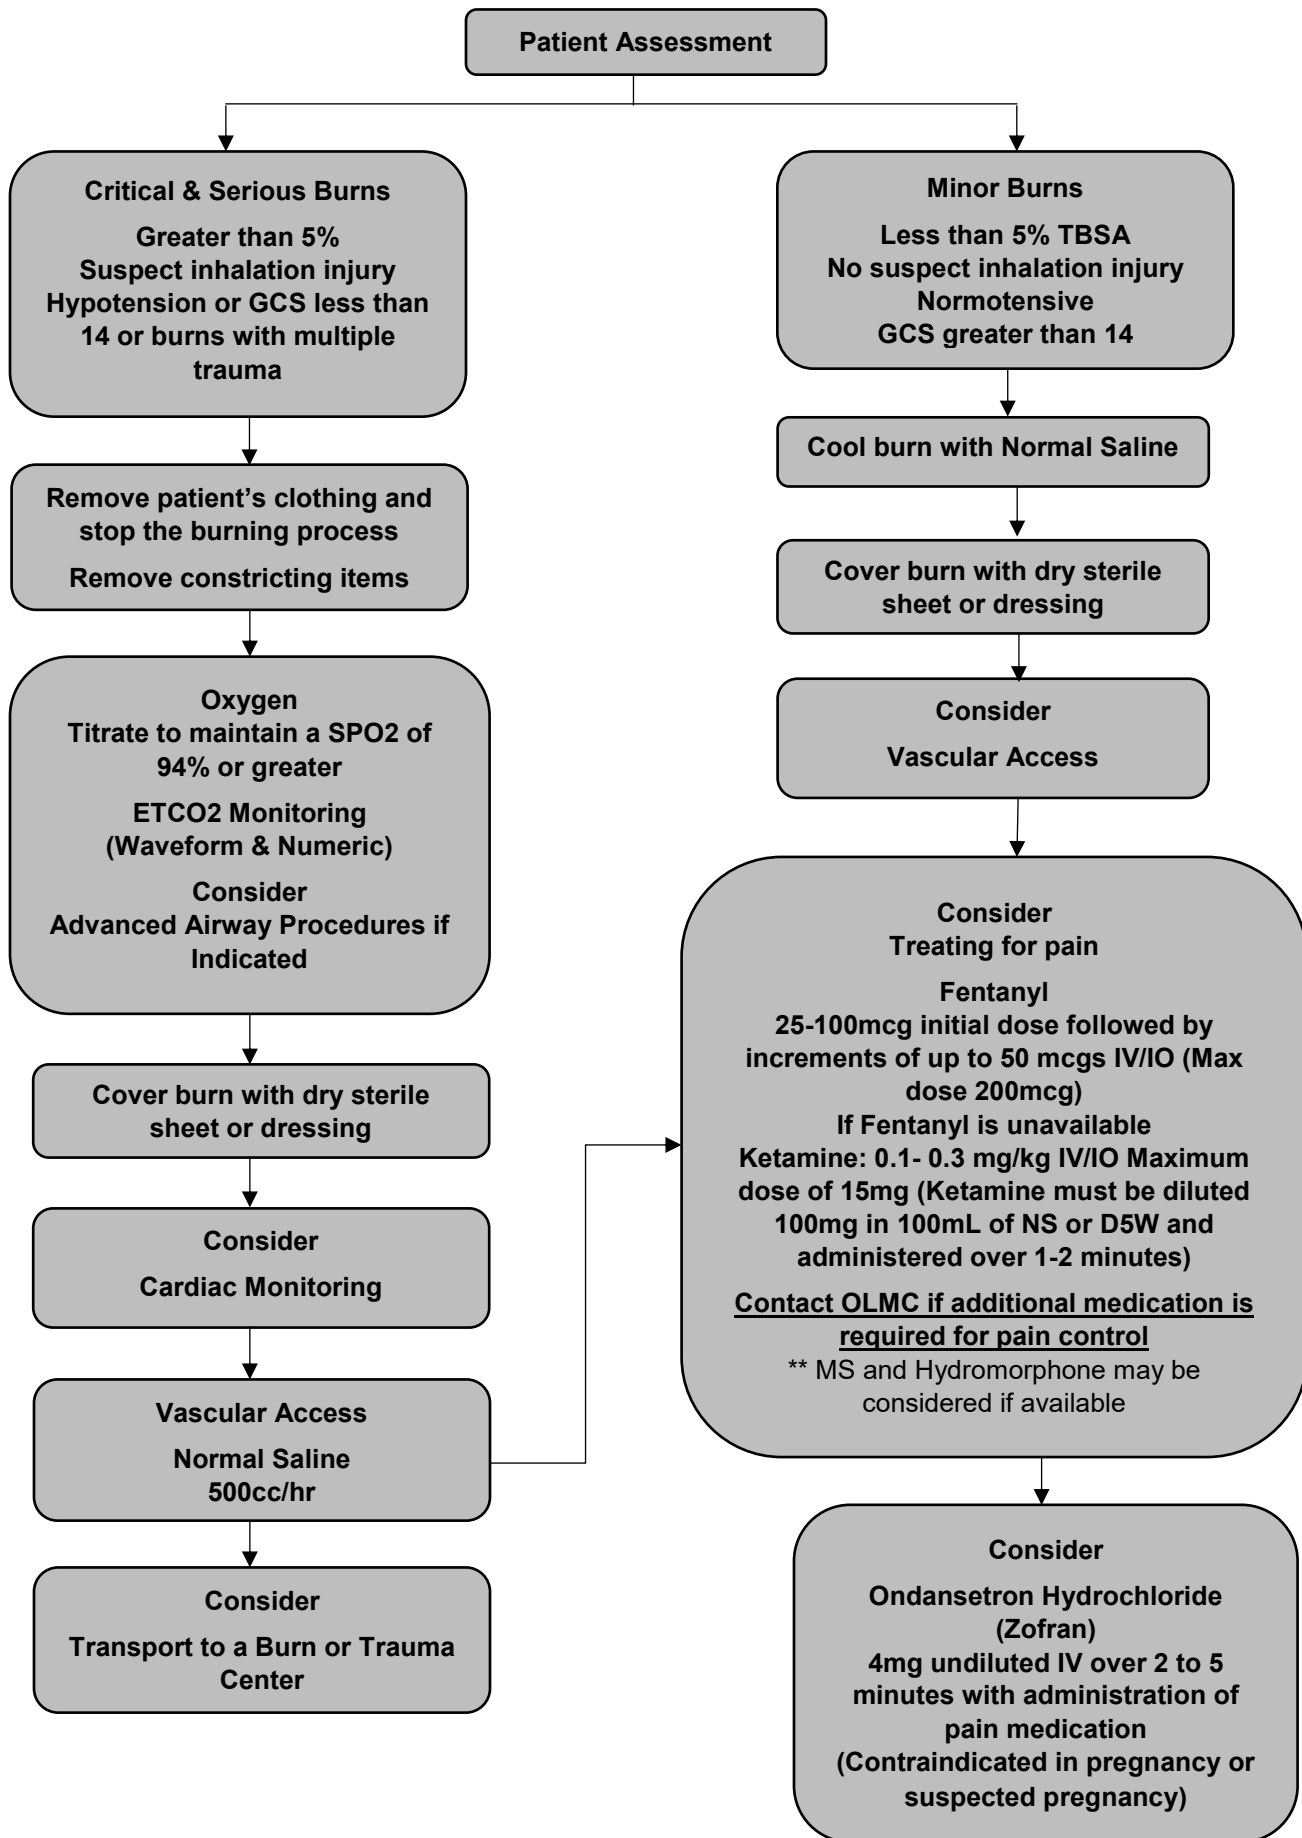 Patient Assessment
Critical & Serious Burns
Greater than 5%
Suspect inhalation injury
Hypotension or GCS less than
14 or burns with multiple
trauma
Remove patient’s clothing and
stop the burning process
Remove constricting items
Oxygen
Titrate to maintain a SPO2 of
94% or greater
ETCO2 Monitoring
(Waveform & Numeric)
Consider
Advanced Airway Procedures if
Indicated
Cover burn with dry sterile
sheet or dressing
Consider
Cardiac Monitoring
Vascular Access
Normal Saline
500cc/hr
Consider
Transport to a Burn or Trauma
Center
Minor Burns
Less than 5% TBSA
No suspect inhalation injury
Normotensive
GCS greater than 14
Cool burn with Normal Saline
Cover burn with dry sterile
sheet or dressing
Consider
Vascular Access
Consider
Treating for pain
Fentanyl
25-100mcg initial dose followed by
increments of up to 50 mcgs IV/IO (Max
dose 200mcg)
If Fentanyl is unavailable
Ketamine: 0.1- 0.3 mg/kg IV/IO Maximum
dose of 15mg (Ketamine must be diluted
100mg in 100mL of NS or D5W and
administered over 1-2 minutes)
Contact OLMC if additional medication is
required for pain control
** MS and Hydromorphone may be
considered if available
Consider
Ondansetron Hydrochloride
(Zofran)
4mg undiluted IV over 2 to 5
minutes with administration of
pain medication
(Contraindicated in pregnancy or
suspected pregnancy)